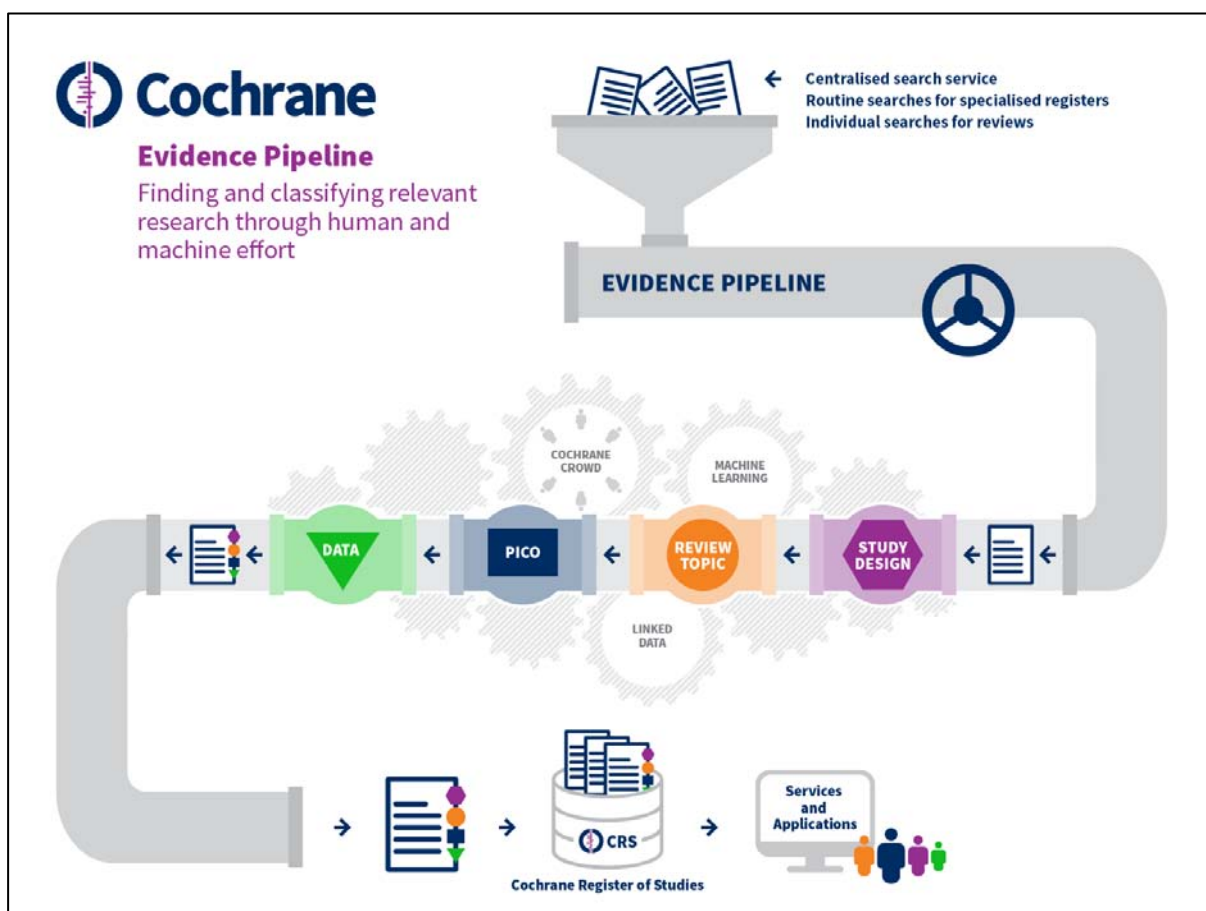 Cochrane
Evidence Pipeline
Finding and classifying relevant
research through human and
machine effort
Centralised search service
Routine searches for specialised registers
Individual searches for reviews
EVIDENCE PIPELINE
COCHRANE
CROWD
MACHINE
LEARNING
DATA
PICO
REVIEW
TOPIC
STUDY
DESIGN
LINKED
DATA
CRS
Cochrane Register of Studies
Services
and
Applications